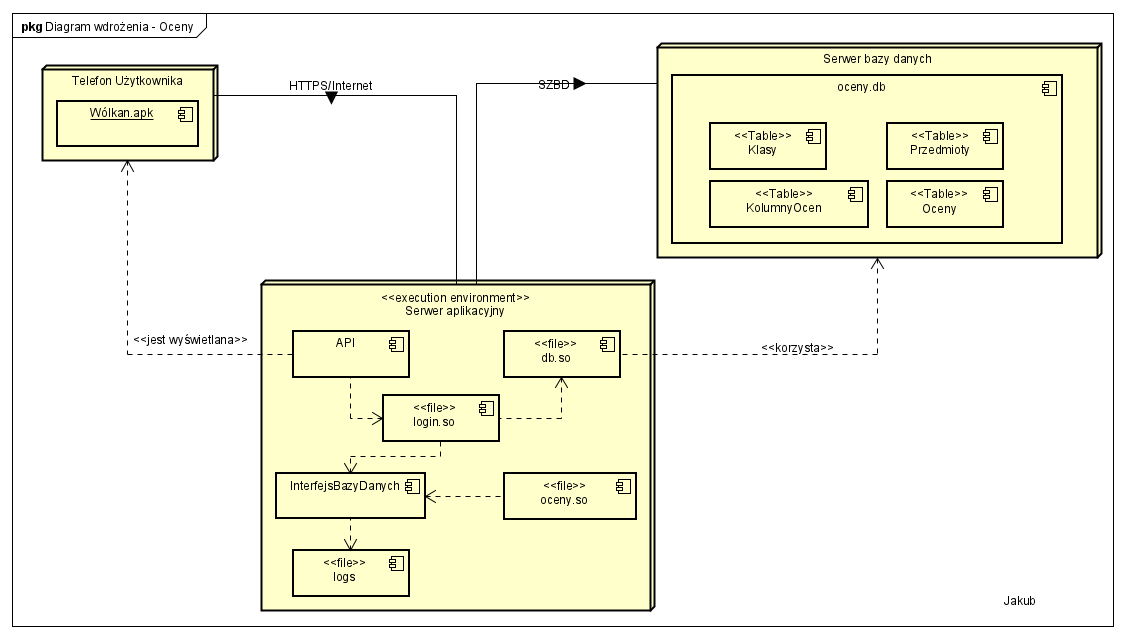 pkg Diagram wdrożenia - Oceny
Telefon Użytkownika
Wólkan.apk
HTTPS/Internet
SZBD
Serwer bazy danych
oceny.db
<<Table>>
Klasy
<<Table>>
Przedmioty
<<Table>>
KolumnyOcen
<<Table>>
Oceny
<<jest wyświetlana>>
<<korzysta>>
<<execution environment>>
Serwer aplikacyjny
API
<<file>>
db.so
<<file>>
login.so
InterfejsBazyDanych
<<file>>
oceny.so
<<file>>
logs
Jakub